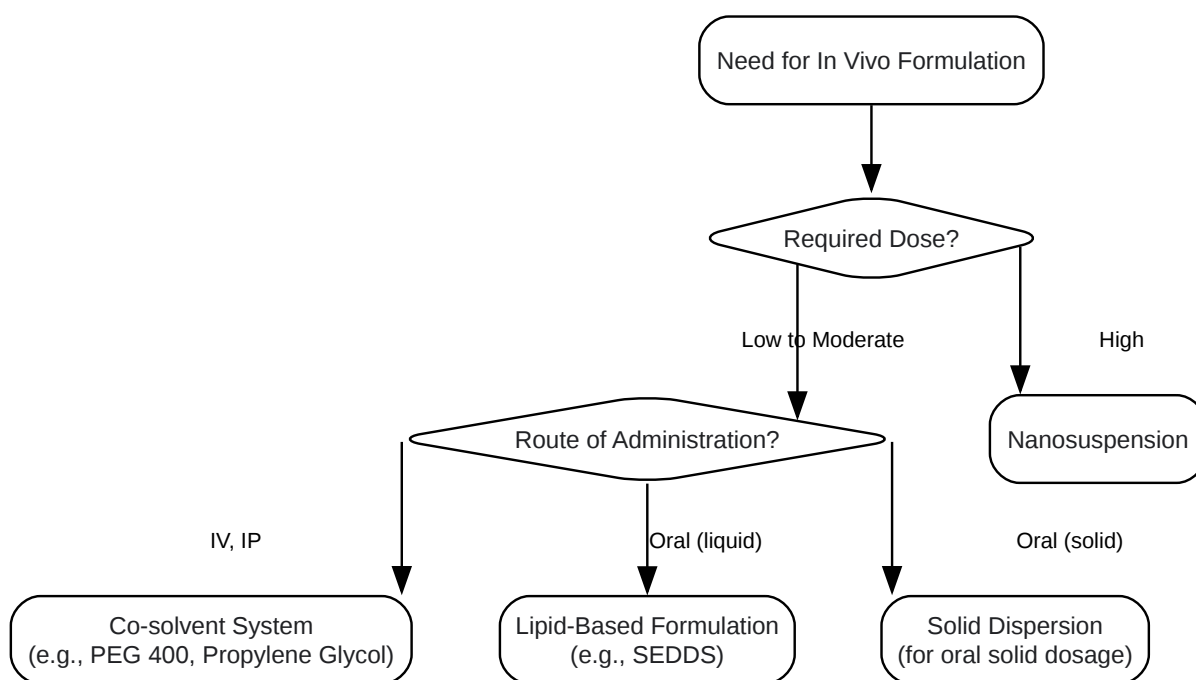 Need for In Vivo Formulation
Required Dose?
Low to Moderate
High
Route of Administration?
Nanosuspension
IV, IP
Oral (liquid)
Oral (solid)
Co-solvent System
(e.g., PEG 400, Propylene Glycol)
Lipid-Based Formulation
(e.g., SEDDS)
Solid Dispersion
(for oral solid dosage)